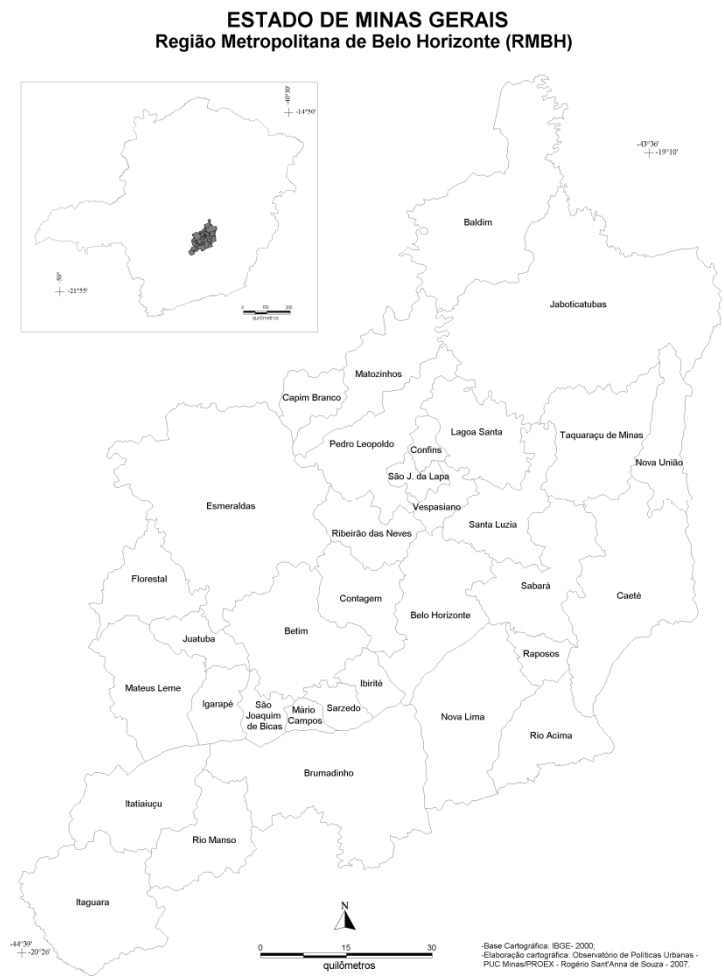 ESTADO DE MINAS GERAIS
Região Metropolitana de Belo Horizonte (RMBH)
-40°30'
-14°50'
-50°
-21°55'
0 100 200
quilômetros
-43°36'
-19°10'
Baldim
Jaboticatubas
Matozinhos
Capim Branco
Pedro Leopoldo
Confins
Lagoa Santa
Taquaraçu de Minas
Nova União
São J. da Lapa
Esmeraldas
Vespasiano
Ribeirão das Neves
Santa Luzia
Florestal
Contagem
Belo Horizonte
Sabará
Caeté
Juatuba
Betim
Raposos
Mateus Leme
Igarapé
São
Joaquim
de Bicas
Mário
Campos
Sarzedo
Ibirité
Nova Lima
Rio Acima
Brumadinho
Itatiaiuçu
Rio Manso
Itaguara
-44°39'
-20°26'
N
0 15 30
quilômetros
-Base Cartográfica: IBGE- 2000;
-Elaboração cartográfica: Observatório de Políticas Urbanas -
PUC Minas/PROEX - Rogério Sant'Anna de Souza - 2007.